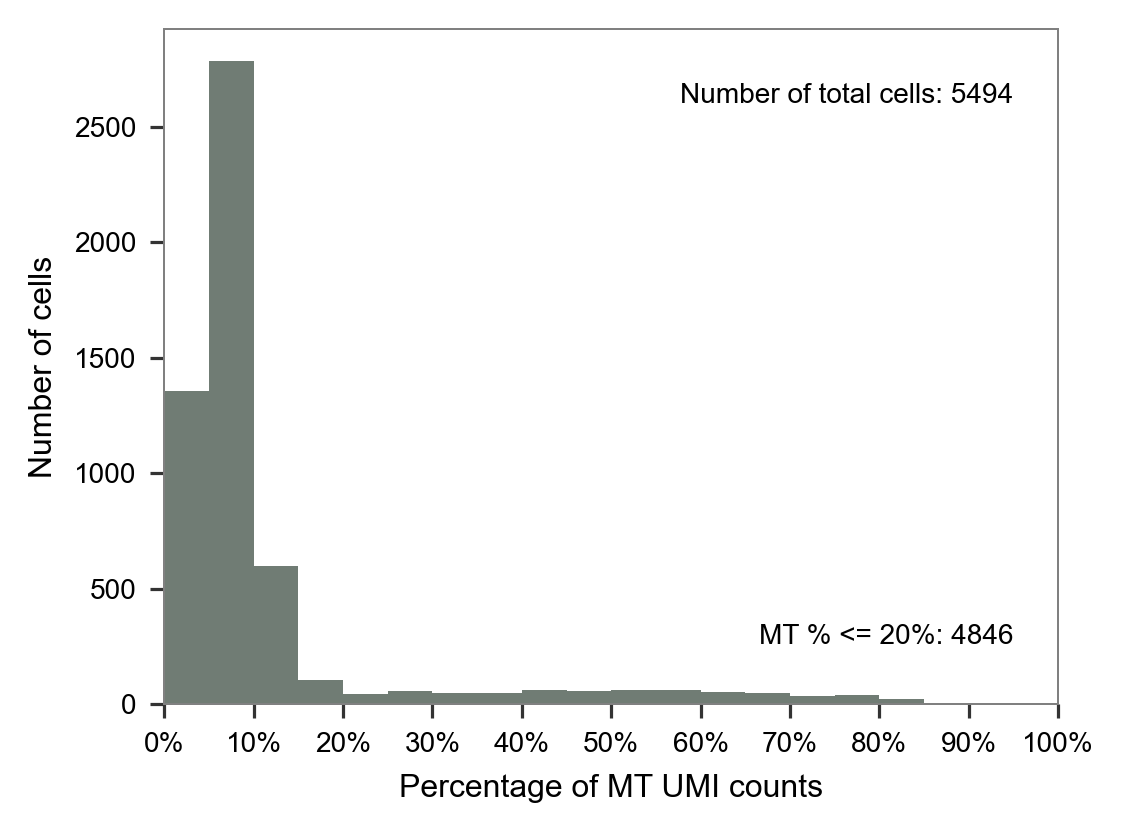 Number of total cells: 5494
2500
2000
1500
1000
500
0
Number of cells
MT % <= 20%: 4846
0% 10% 20% 30% 40% 50% 60% 70% 80% 90% 100%
Percentage of MT UMI counts